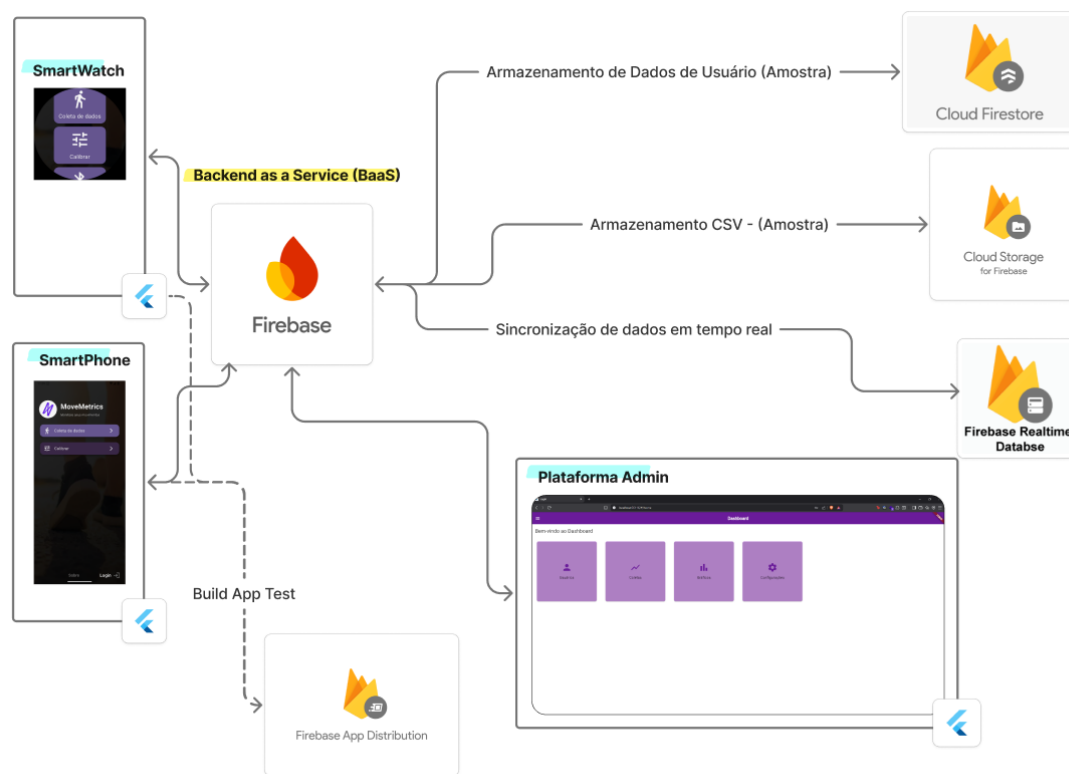 SmartWatch
Coleta de dados
Calibrar
Backend as a Service (BaaS)
Firebase
Armazenamento de Dados de Usuário (Amostra)
Cloud Firestore
Armazenamento CSV - (Amostra)
Cloud Storage
for Firebase
Sincronização de dados em tempo real
Firebase Realtime
Databse
SmartPhone
MoveMetrics
Coleta de dados
Calibrar
Login
Build App Test
Firebase App Distribution
Plataforma Admin
Dashboard
Bem-vindo ao Dashboard
Configurações